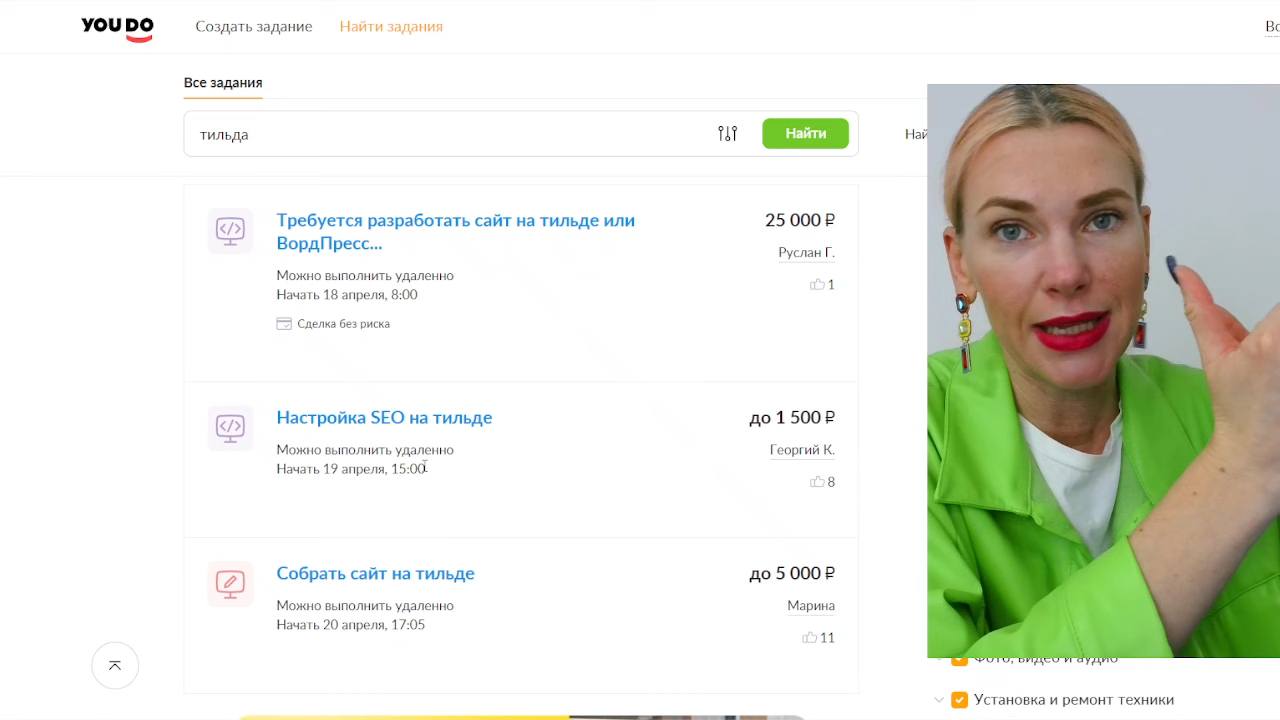 YOU DO
Создать задание
Найти задания
Все задания
тильда
Найти
Требуется разработать сайт на тильде или
ВордПресс...
25 000 ₽
Руслан Г.
Можно выполнить удаленно
Начать 18 апреля, 8:00
1
Сделка без риска
Настройка SEO на тильде
до 1 500 ₽
Можно выполнить удаленно
Георгий К.
Начать 19 апреля, 15:00
8
Собрать сайт на тильде
до 5 000 ₽
Можно выполнить удаленно
Марина
Начать 20 апреля, 17:05
11
Фото, видео и аудио
Установка и ремонт техники